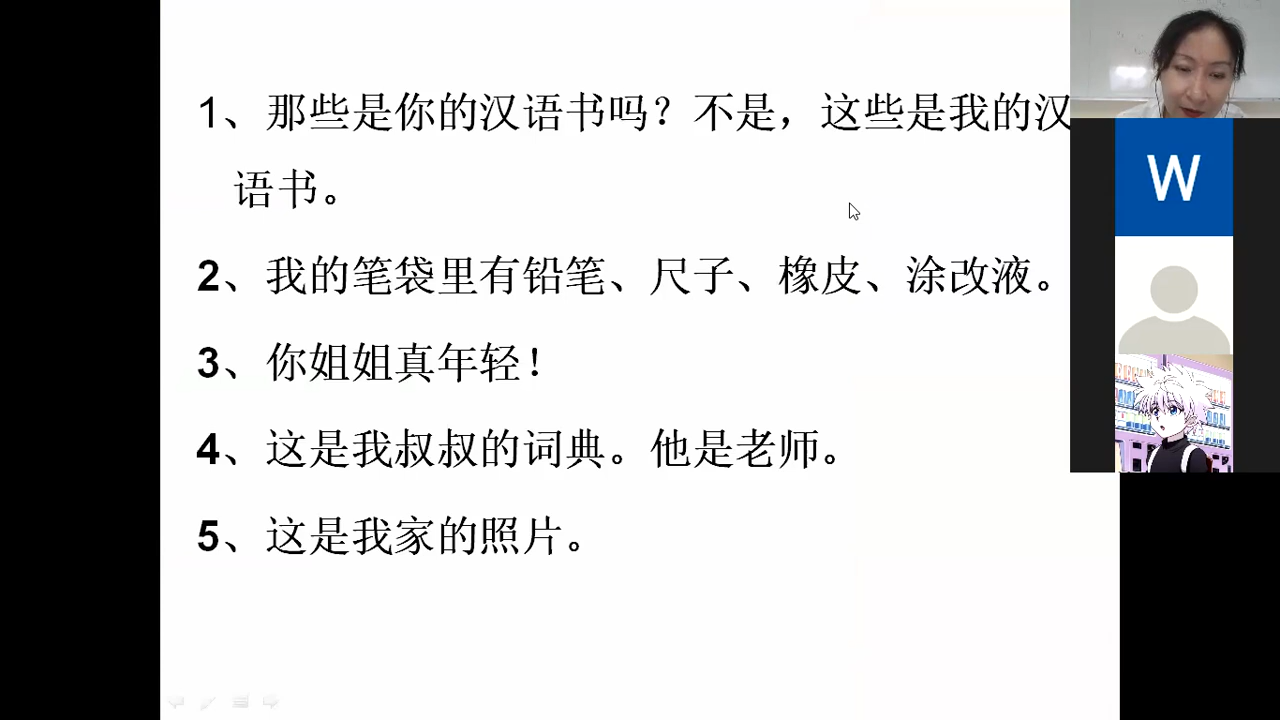 1、那些是你的汉语书吗？不是，这些是我的汉
语书。
2、我的笔袋里有铅笔、尺子、橡皮、涂改液。
3、你姐姐真年轻！
4、这是我叔叔的词典。他是老师。
5、这是我家的照片。
W